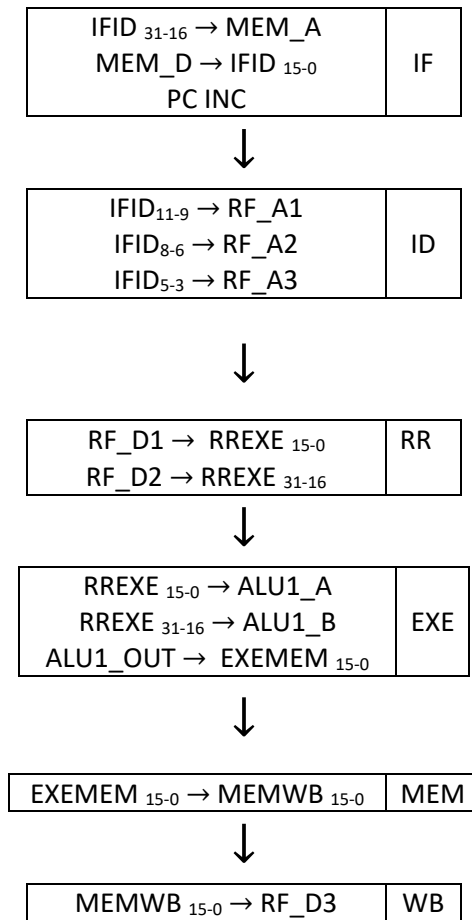 IFID 31-16 → MEM_A
MEM_D → IFID 15-0
PC INC
IF
IFID11-9 → RF_A1
IFID8-6 → RF_A2
IFID5-3 → RF_A3
ID
RF_D1 → RREXE 15-0
RF_D2 → RREXE 31-16
RR
RREXE 15-0 → ALU1_A
RREXE 31-16 → ALU1_B
ALU1_OUT → EXEMEM 15-0
EXE
EXEMEM 15-0 → MEMWB 15-0
MEM
MEMWB 15-0 → RF_D3
WB